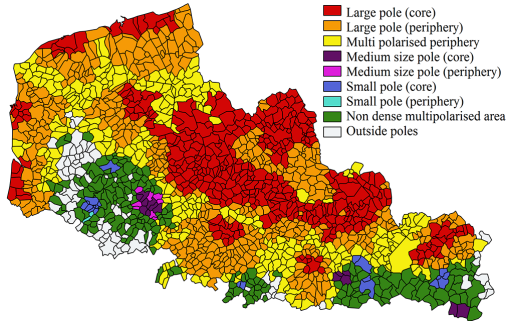 Large pole (core)
Large pole (periphery)
Multi polarised periphery
Medium size pole (core)
Medium size pole (periphery)
Small pole (core)
Small pole (periphery)
Non dense multipolarised area
Outside poles